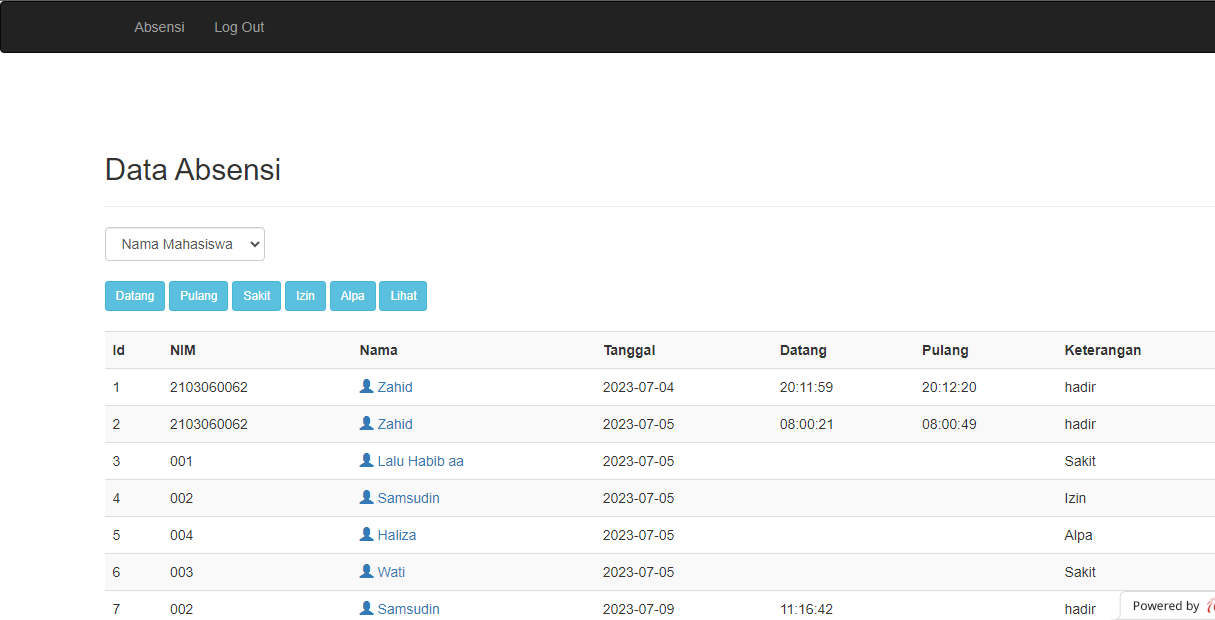 Absensi Log Out
Data Absensi
Nama Mahasiswa
Datang Pulang Sakit Izin Alpa Lihat
Id NIM Nama Tanggal Datang Pulang Keterangan
1 2103060062 Zahid 2023-07-04 20:11:59 20:12:20 hadir
2 2103060062 Zahid 2023-07-05 08:00:21 08:00:49 hadir
3 001 Lalu Habib aa 2023-07-05 Sakit
4 002 Samsudin 2023-07-05 Izin
5 004 Haliza 2023-07-05 Alpa
6 003 Wati 2023-07-05 Sakit
7 002 Samsudin 2023-07-09 11:16:42 hadir
Powered by